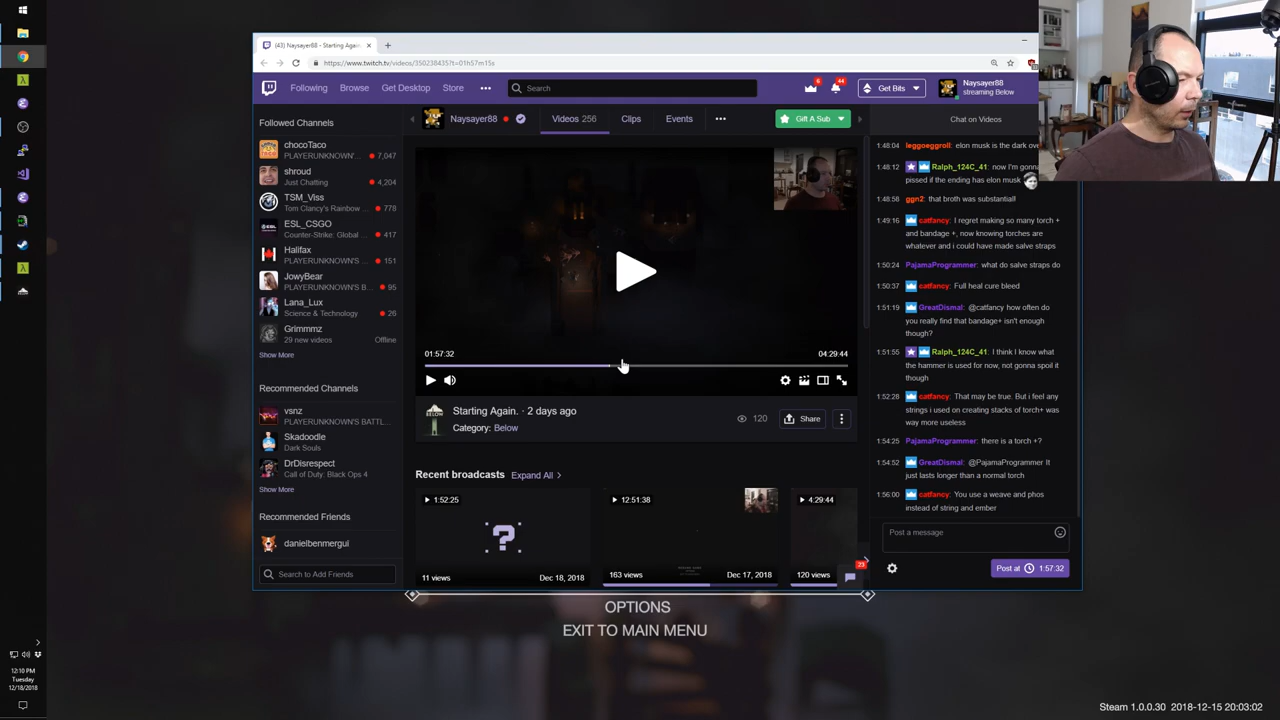 (43) Naysayer88 - Starting Again.
https://www.twitch.tv/videos/350238435?t=01h57m15s
Following
Browse
Get Desktop
Store
Search
6
44
Get Bits
Naysayer88
streaming Below
Followed Channels
chocoTaco
PLAYERUNKNOWN'...
7,047
shroud
Just Chatting
4,204
TSM_Viss
Tom Clancy's Rainbow ...
778
ESL_CSGO
Counter-Strike: Global ...
417
Halifax
PLAYERUNKNOWN'S ...
151
JowyBear
PLAYERUNKNOWN'S B...
95
Lana_Lux
Science & Technology
26
Grimmmz
29 new videos
Offline
Show More
Recommended Channels
vsnz
PLAYERUNKNOWN'S BATTL...
Skadoodle
Dark Souls
DrDisrespect
Call of Duty: Black Ops 4
Show More
Recommended Friends
danielbenmergui
Search to Add Friends
Naysayer88
Videos 256
Clips
Events
Gift A Sub
01:57:32
04:29:44
Starting Again. · 2 days ago
Category: Below
120
Share
Recent broadcasts
Expand All
1:52:25
11 views
Dec 18, 2018
12:51:38
163 views
Dec 17, 2018
4:29:44
120 views
Chat on Videos
1:48:04 leggoeggroll: elon musk is the dark ove
1:48:12 Ralph_124C_41: now I'm gonna
pissed if the ending has elon musk
1:48:58 ggn2: that broth was substantial!
1:49:16 catfancy: I regret making so many torch +
and bandage +, now knowing torches are
whatever and i could have made salve straps
1:50:24 PajamaProgrammer: what do salve straps do
1:50:37 catfancy: Full heal cure bleed
1:51:19 GreatDismal: @catfancy how often do
you really find that bandage+ isn't enough
though?
1:51:55 Ralph_124C_41: I think I know what
the hammer is used for now, not gonna spoil it
though
1:52:28 catfancy: That may be true. But i feel any
strings i used on creating stacks of torch+ was
way more useless
1:54:25 PajamaProgrammer: there is a torch +?
1:54:52 GreatDismal: @PajamaProgrammer It
just lasts longer than a normal torch
1:56:00 catfancy: You use a weave and phos
instead of string and ember
Post a message
23
Post at 1:57:32
OPTIONS
EXIT TO MAIN MENU
12:10 PM
Tuesday
12/18/2018
Steam 1.0.0.30 2018-12-15 20:03:02